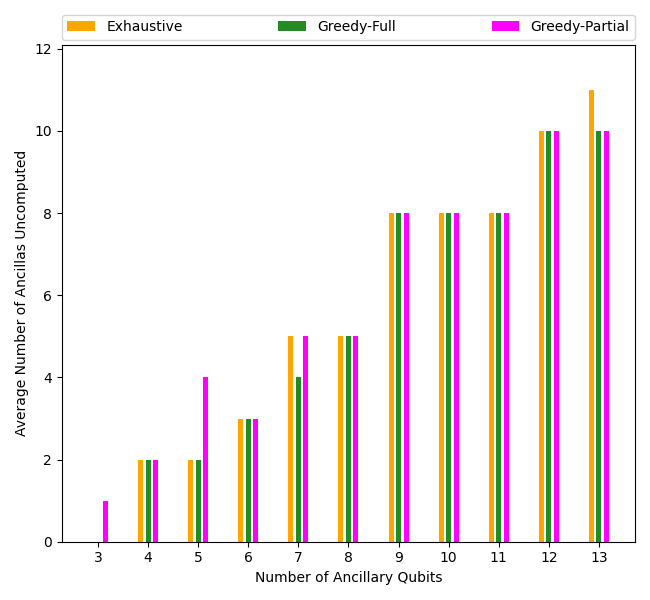 Exhaustive Greedy-Full Greedy-Partial
12
10
8
6
4
2
0
Average Number of Ancillas Uncomputed
3 4 5 6 7 8 9 10 11 12 13
Number of Ancillary Qubits